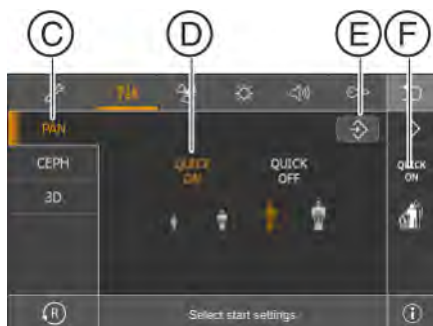 C D E F
PAN
CEPH
3D
QUICK
ON
QUICK
OFF
QUICK
ON
R
Select start settings
i